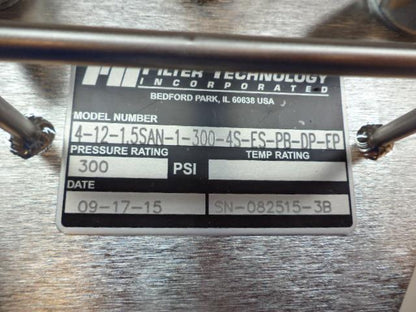 FILTER TECHNOLOGY
INCORPORATED
BEDFORD PARK, IL 60638 USA
MODEL NUMBER
4-12-1.5SAN-1-300-4S-FS-PB-DP-EP
PRESSURE RATING TEMP RATING
300 PSI
DATE
09-17-15 SN-082515-3B